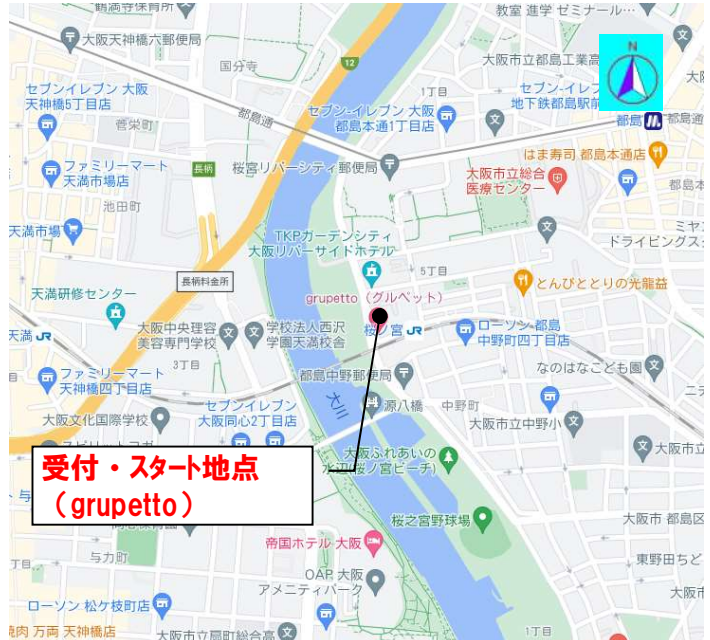 鶴満寺保育所
教室 進学 ゼミナール…
大阪天神橋六郵便局
国分寺
12
大阪市立都島工業高
N
セブン-イレブン 大阪
天神橋5丁目店
1丁目
セブン-イレブン 大阪
都島本通1丁目店
地下鉄都島駅前
都島通
都島
都島通
菅栄町
はま寿司 都島本通店
長柄
桜宮リバーシティ郵便局
大阪市立総合
医療センター
ファミリーマート
天満市場店
都島本
池田町
天満市場
TKPガーデンシティ
大阪リバーサイドホテル
ドライビングス
長柄料金所
5丁目
とんびととりの光龍益
天満研修センター
grupetto（グルペット）
天満 JR
大阪中央理容
美容専門学校
学校法人西沢
学園天満校舎
桜ノ宮 JR
ローソン 都島
中野町四丁目店
3丁目
ファミリーマート
天神橋四丁目店
都島中野郵便局
なのはなこども園
セブンイレブン
大阪同心2丁目店
大川
源八橋
中野町
大阪文化国際学校
大阪市立中野小
大阪市立
大阪ふれあいの
水辺(桜ノ宮ビーチ)
受付・スタート地点
（grupetto）
桜之宮野球場
大阪市 都島区
帝国ホテル 大阪
与力町
東野田ちど
OAP 大阪
アメニティパーク
ローソン 松ケ枝町店
焼肉 万両 天神橋店
大阪市立扇町総合高
1丁目